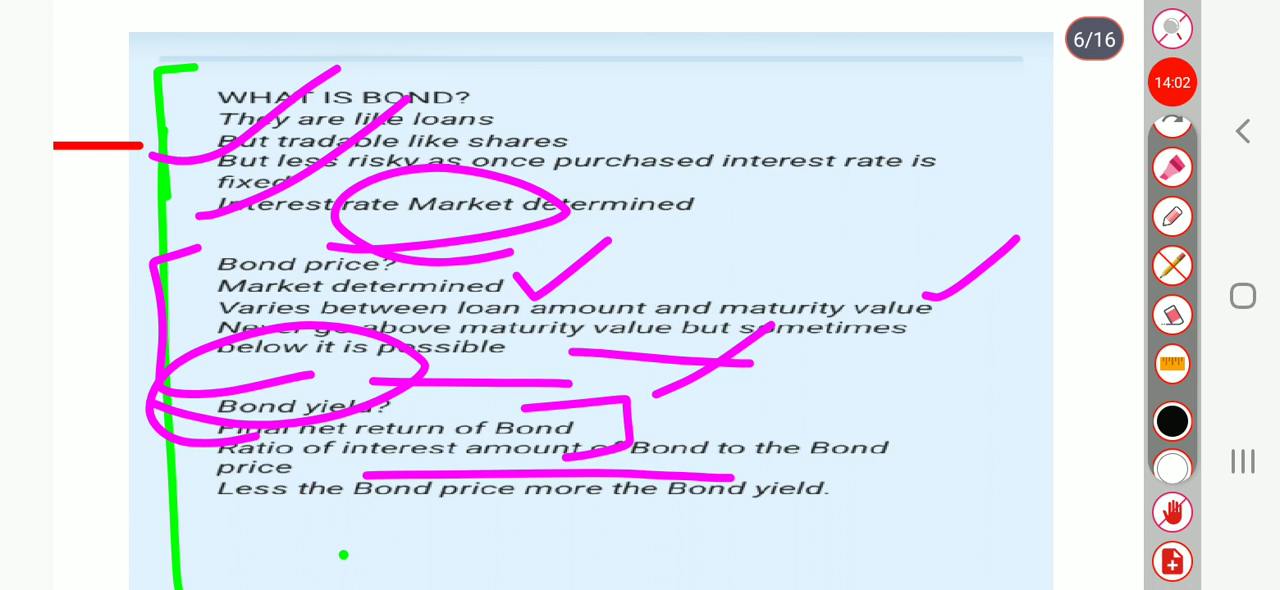 6/16
14:02
WHAT IS BOND?
They are like loans
But tradable like shares
But less risky as once purchased interest rate is
fixed
Interest rate Market determined
Bond price?
Market determined
Varies between loan amount and maturity value
Never go above maturity value but sometimes
below it is possible
Bond yield?
Final net return of Bond
Ratio of interest amount of Bond to the Bond
price
Less the Bond price more the Bond yield.